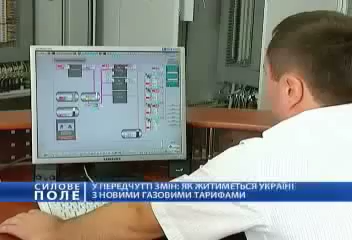 СИЛОВЕ
ПОЛЕ
У ПЕРЕДЧУТТІ ЗМІН: ЯК ЖИТИМЕТЬСЯ УКРАЇНІ
З НОВИМИ ГАЗОВИМИ ТАРИФАМИ